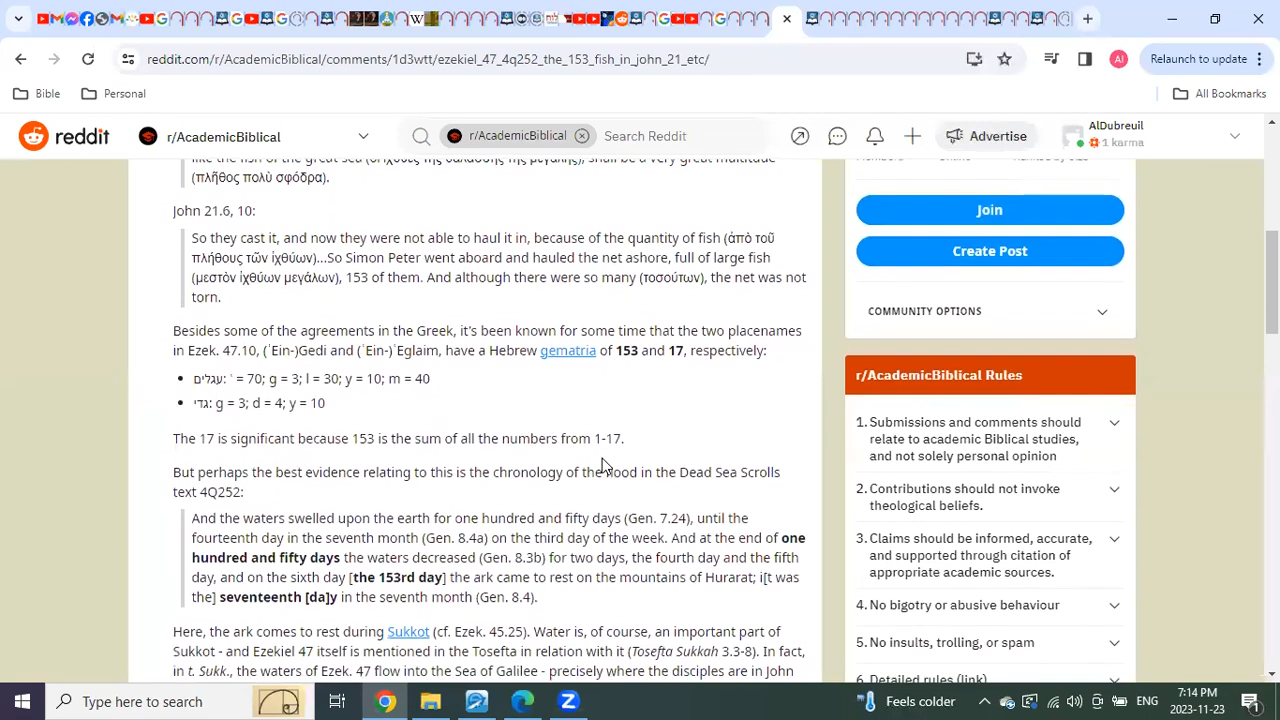 reddit.com/r/AcademicBiblical/comments/1d3vtt/ezekiel_47_4q252_the_153_fish_in_john_21_etc/
AI
Relaunch to update
Bible
Personal
All Bookmarks
reddit
r/AcademicBiblical
r/AcademicBiblical
Search Reddit
Advertise
AlDubreuil
1 karma
(πλῆθος πολὺ σφόδρα).
John 21.6, 10:
So they cast it, and now they were not able to haul it in, because of the quantity of fish (ἀπὸ τοῦ
πλήθους τῶν ἰχθύων)...So Simon Peter went aboard and hauled the net ashore, full of large fish
(μεστὸν ἰχθύων μεγάλων), 153 of them. And although there were so many (τοσούτων), the net was not
torn.
Besides some of the agreements in the Greek, it's been known for some time that the two placenames
in Ezek. 47.10, (ʿEin-)Gedi and (ʿEin-)ʿEglaim, have a Hebrew gematria of 153 and 17, respectively:
• עגלים: ʿ = 70; g = 3; l = 30; y = 10; m = 40
• גדי: g = 3; d = 4; y = 10
The 17 is significant because 153 is the sum of all the numbers from 1-17.
But perhaps the best evidence relating to this is the chronology of the flood in the Dead Sea Scrolls
text 4Q252:
And the waters swelled upon the earth for one hundred and fifty days (Gen. 7.24), until the
fourteenth day in the seventh month (Gen. 8.4a) on the third day of the week. And at the end of one
hundred and fifty days the waters decreased (Gen. 8.3b) for two days, the fourth day and the fifth
day, and on the sixth day [the 153rd day] the ark came to rest on the mountains of Hurarat; i[t was
the] seventeenth [da]y in the seventh month (Gen. 8.4).
Here, the ark comes to rest during Sukkot (cf. Ezek. 45.25). Water is, of course, an important part of
Sukkot - and Ezekiel 47 itself is mentioned in the Tosefta in relation with it (Tosefta Sukkah 3.3-8). In fact,
in t. Sukk., the waters of Ezek. 47 flow into the Sea of Galilee - precisely where the disciples are in John
Join
Create Post
COMMUNITY OPTIONS
r/AcademicBiblical Rules
1. Submissions and comments should
relate to academic Biblical studies,
and not solely personal opinion
2. Contributions should not invoke
theological beliefs.
3. Claims should be informed, accurate,
and supported through citation of
appropriate academic sources.
4. No bigotry or abusive behaviour
5. No insults, trolling, or spam
6. Detailed rules (link)
Type here to search
Feels colder
ENG
7:14 PM
2023-11-23